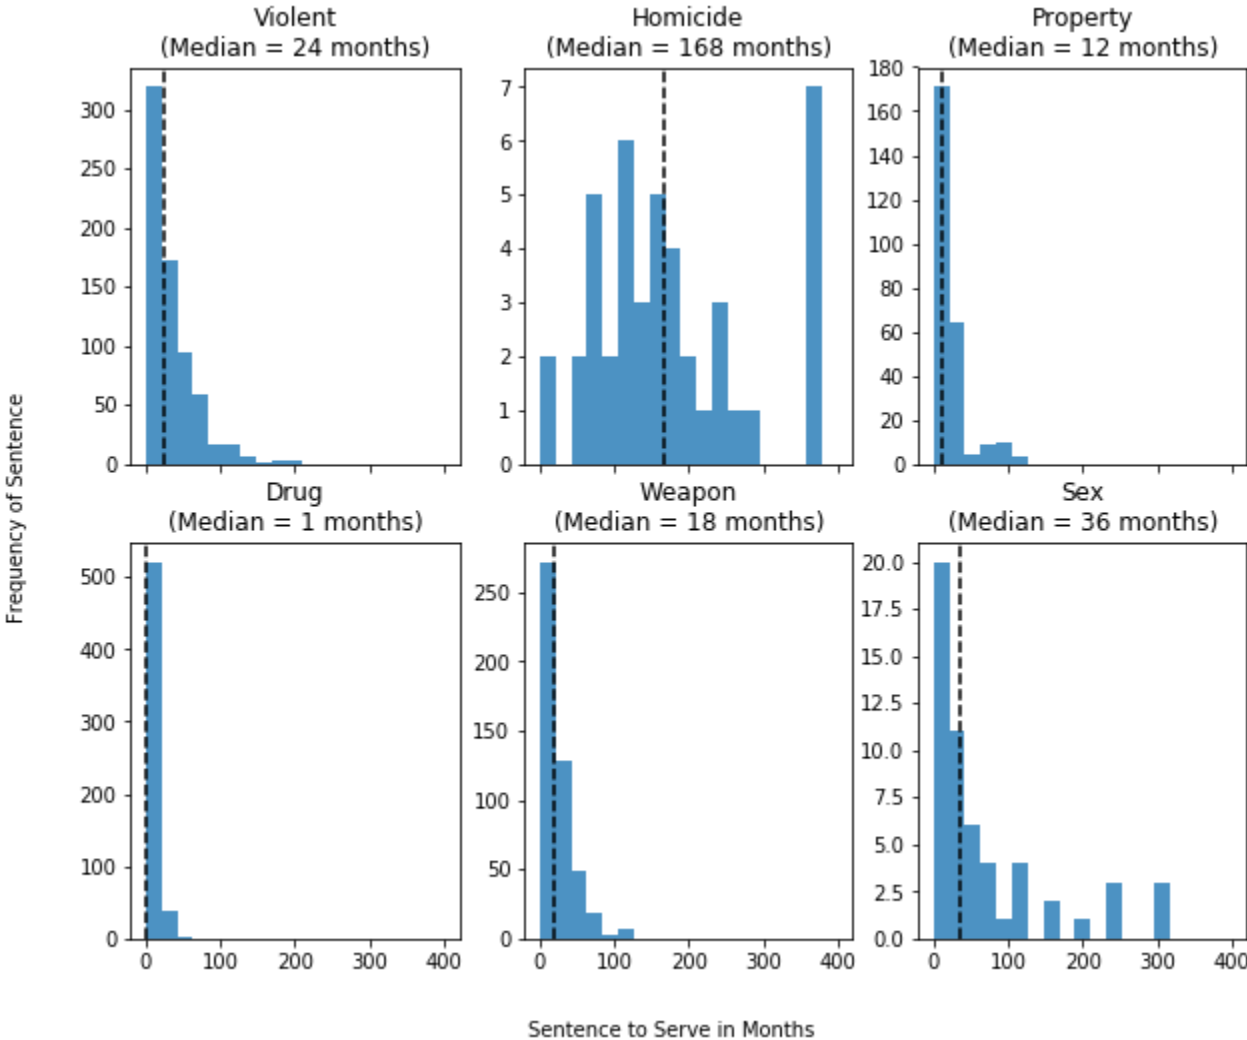 Violent
(Median = 24 months)
Homicide
(Median = 168 months)
Property
(Median = 12 months)
300
250
200
150
100
50
0
7
6
5
4
3
2
1
0
180
160
140
120
100
80
60
40
20
0
Frequency of Sentence
Drug
(Median = 1 months)
Weapon
(Median = 18 months)
Sex
(Median = 36 months)
500
400
300
200
100
0
250
200
150
100
50
0
20.0
17.5
15.0
12.5
10.0
7.5
5.0
2.5
0.0
0 100 200 300 400
0 100 200 300 400
0 100 200 300 400
Sentence to Serve in Months